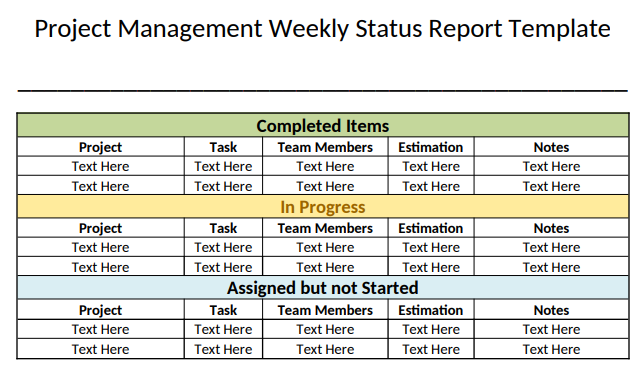 Project Management Weekly Status Report Template
Completed Items
Project Task Team Members Estimation Notes
Text Here Text Here Text Here Text Here Text Here
Text Here Text Here Text Here Text Here Text Here
In Progress
Project Task Team Members Estimation Notes
Text Here Text Here Text Here Text Here Text Here
Text Here Text Here Text Here Text Here Text Here
Assigned but not Started
Project Task Team Members Estimation Notes
Text Here Text Here Text Here Text Here Text Here
Text Here Text Here Text Here Text Here Text Here